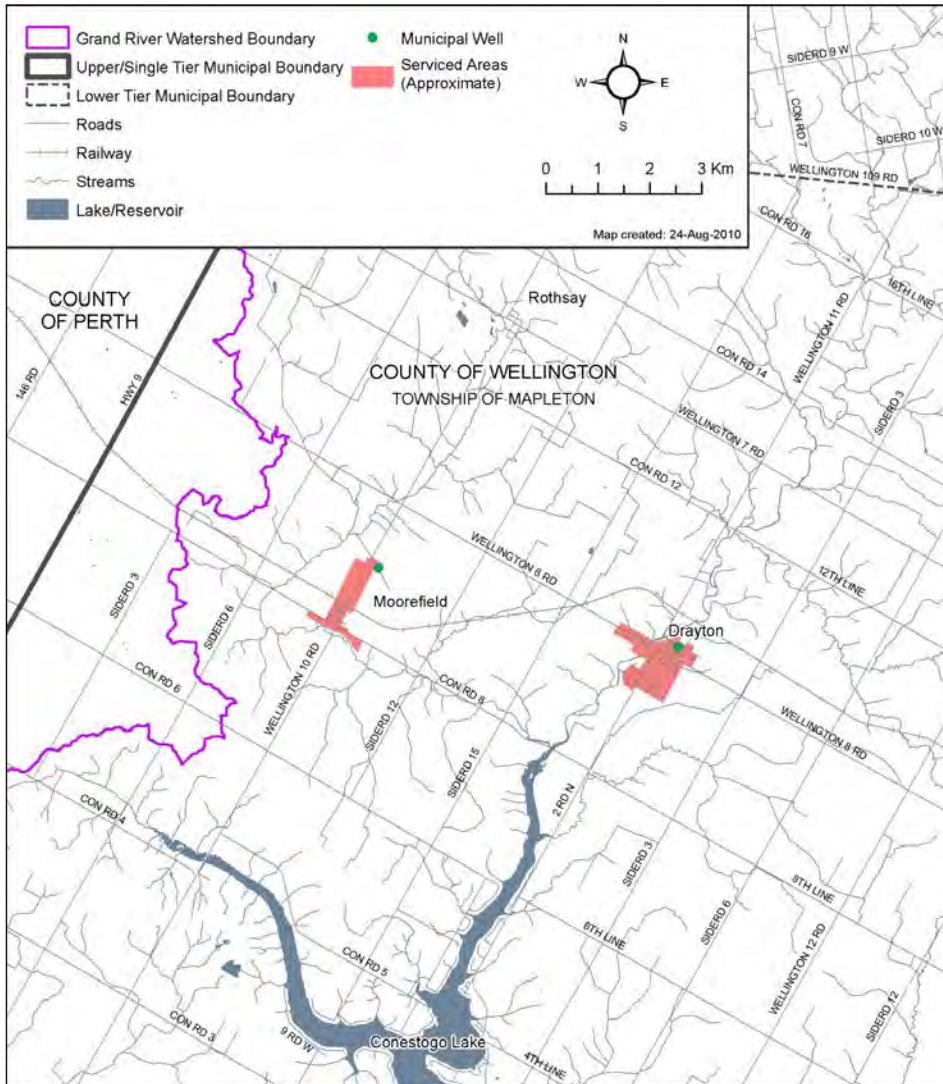 Grand River Watershed Boundary
Upper/Single Tier Municipal Boundary
Lower Tier Municipal Boundary
Roads
Railway
Streams
Lake/Reservoir
Municipal Well
Serviced Areas
(Approximate)
N
W
E
S
0 1 2 3 Km
Map created: 24-Aug-2010
SIDERD 9 W
CON RD 7
SIDERD 10 W
WELLINGTON 109 RD
CON RD 16
16TH LINE
WELLINGTON 11 RD
COUNTY
OF PERTH
146 RD
HWY 9
Rothsay
COUNTY OF WELLINGTON
TOWNSHIP OF MAPLETON
CON RD 14
SIDERD 3
WELLINGTON 7 RD
CON RD 12
WELLINGTON 8 RD
12TH LINE
SIDERD 3
SIDERD 6
Moorefield
Drayton
WELLINGTON 10 RD
CON RD 6
CON RD 8
SIDERD 12
SIDERD 15
WELLINGTON 8 RD
2 RD N
CON RD 4
SIDERD 3
SIDERD 6
8TH LINE
6TH LINE
WELLINGTON 12 RD
CON RD 5
SIDERD 12
CON RD 3
9 RD W
Conestogo Lake
4TH LINE